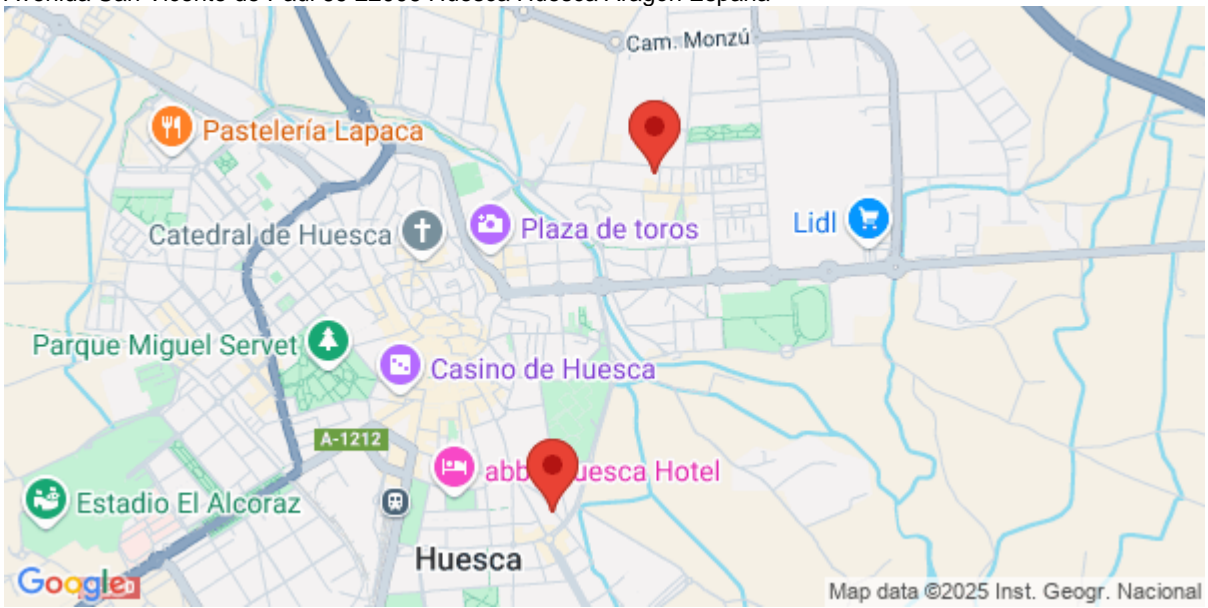 Cam. Monzú
Pastelería Lapaca
Catedral de Huesca
Plaza de toros
Lidl
Parque Miguel Servet
Casino de Huesca
A-1212
Huesca Hotel
Estadio El Alcoraz
Huesca
Google
Map data ©2025 Inst. Geogr. Nacional